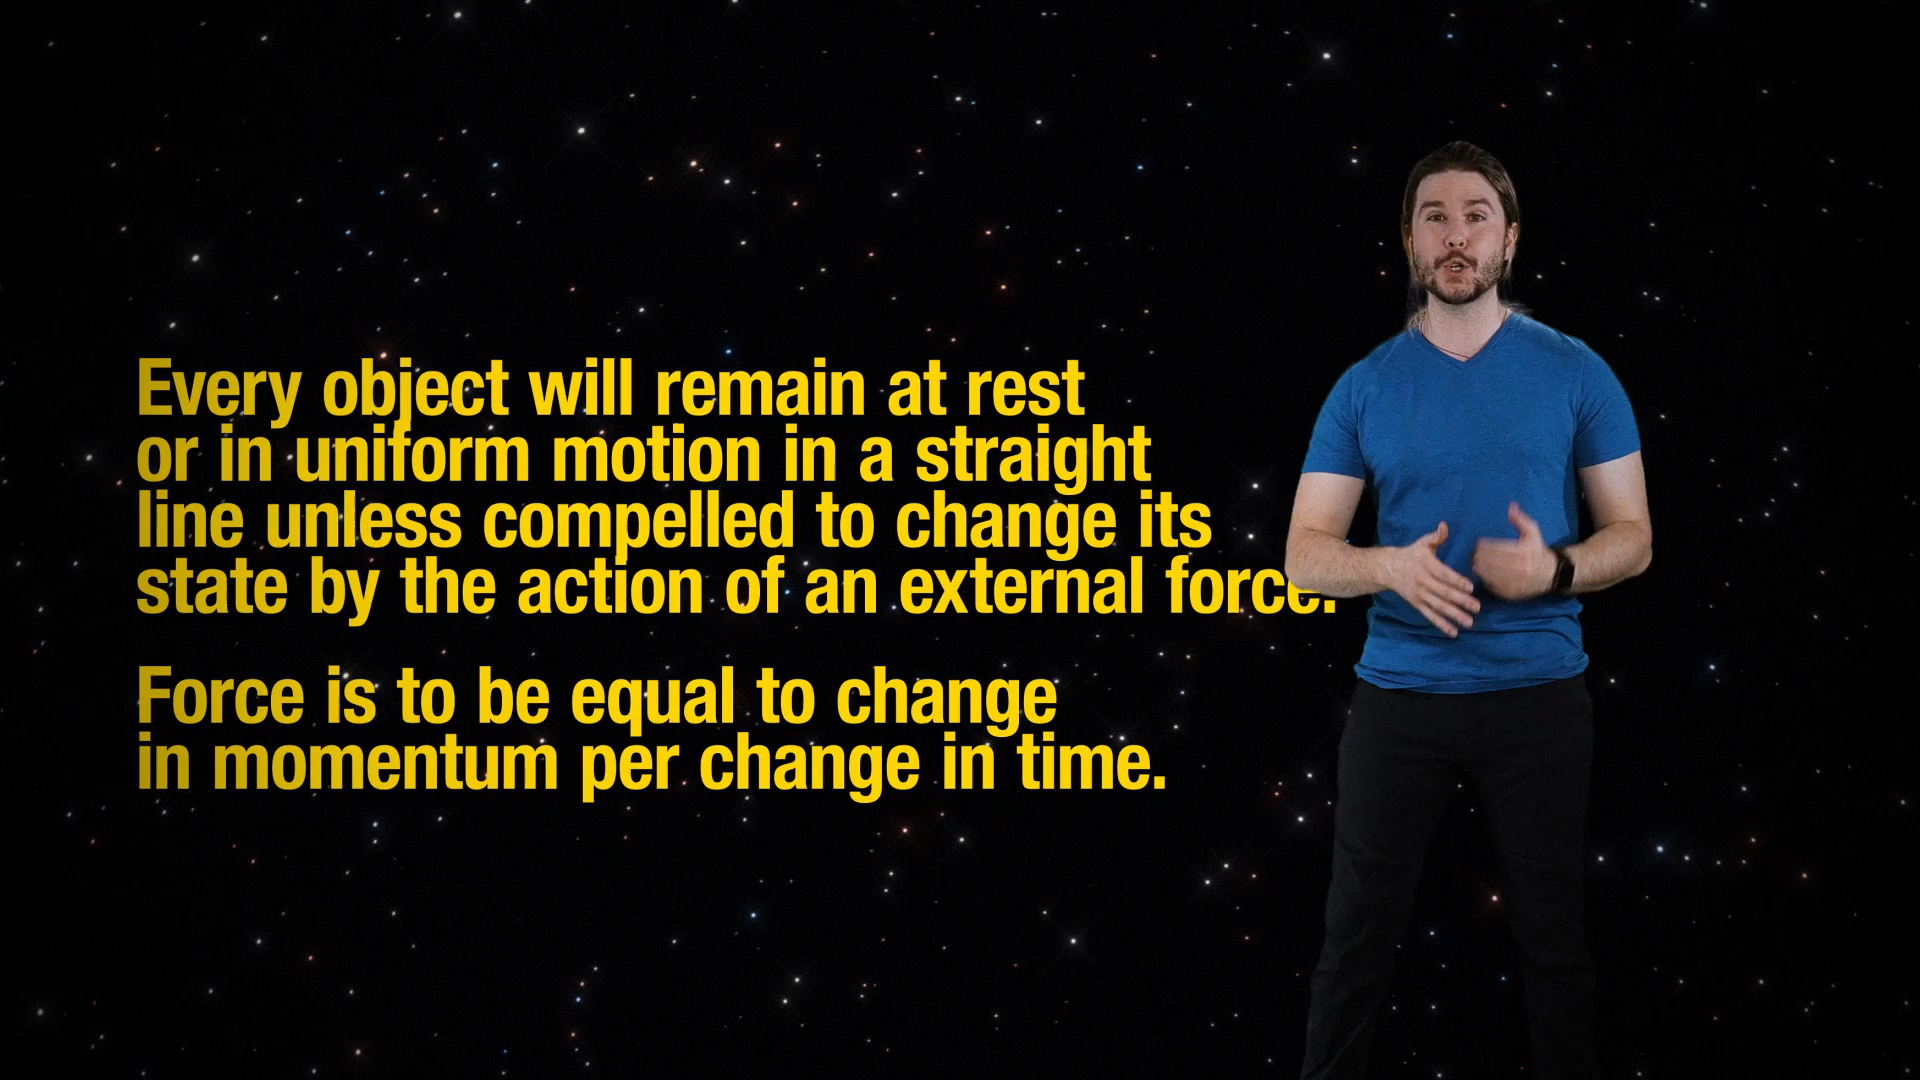 Every object will remain at rest
or in uniform motion in a straight
line unless compelled to change its
state by the action of an external force.
Force is to be equal to change
in momentum per change in time.